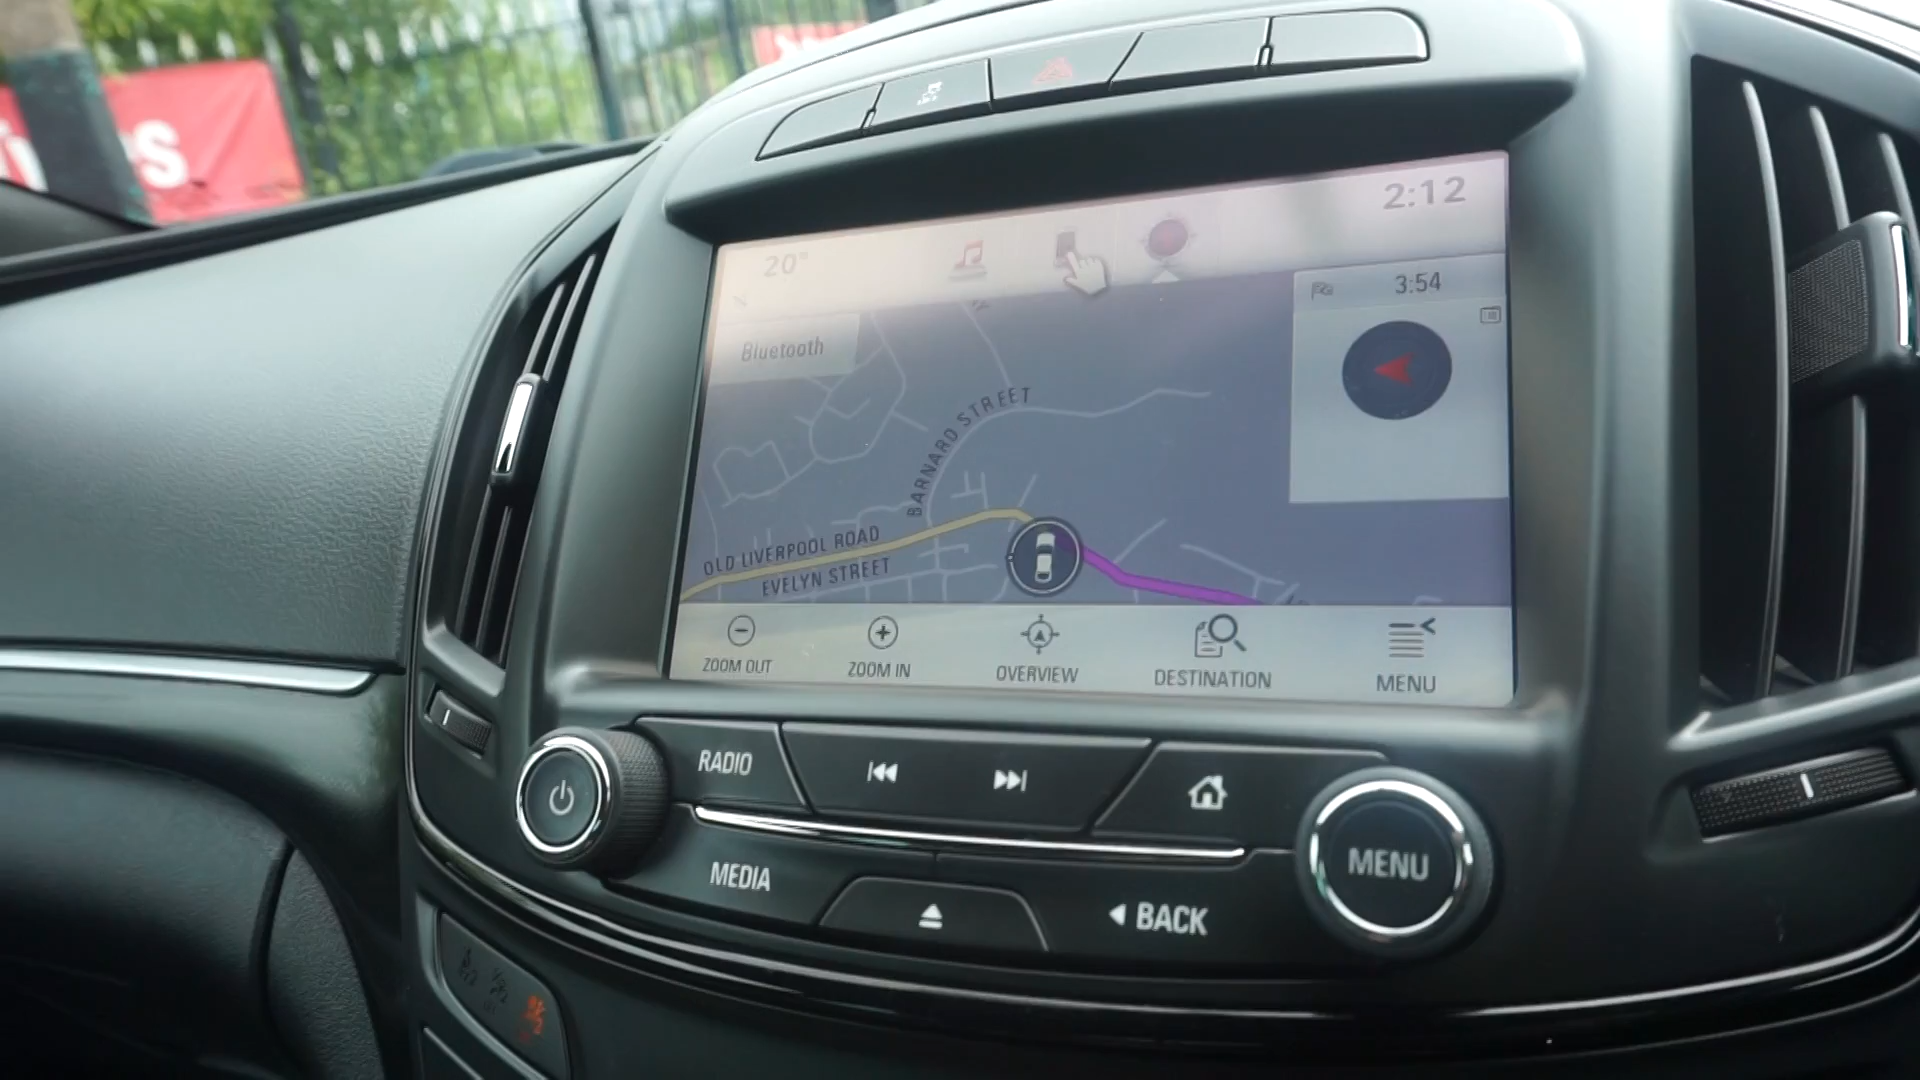 2:12
20°
3:54
Bluetooth
BARNARD STREET
OLD LIVERPOOL ROAD
EVELYN STREET
ZOOM OUT
ZOOM IN
OVERVIEW
DESTINATION
MENU
RADIO
MEDIA
BACK
MENU